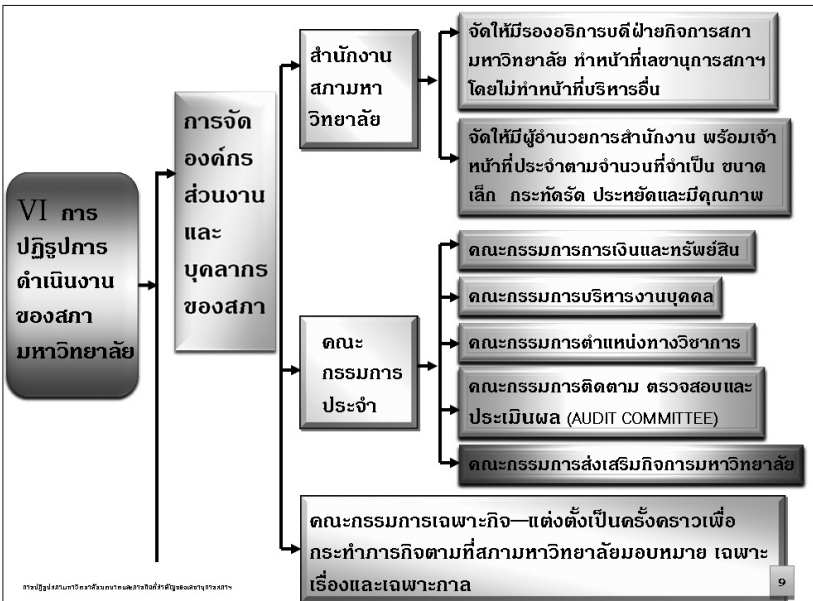 VI การ
ปฏิรูปการ
ดำเนินงาน
ของสภา
มหาวิทยาลัย
การจัด
องค์กร
ส่วนงาน
และ
บุคลากร
ของสภา
สำนักงาน
สภามหา
วิทยาลัย
จัดให้มีรองอธิการบดีฝ่ายกิจการสภา
มหาวิทยาลัย ทำหน้าที่เลขานุการสภาฯ
โดยไม่ทำหน้าที่บริหารอื่น
จัดให้มีผู้อำนวยการสำนักงาน พร้อมเจ้า
หน้าที่ประจำตามจำนวนที่จำเป็น ขนาด
เล็ก กระทัดรัด ประหยัดและมีคุณภาพ
คณะ
กรรมการ
ประจำ
คณะกรรมการการเงินและทรัพย์สิน
คณะกรรมการบริหารงานบุคคล
คณะกรรมการตำแหน่งทางวิชาการ
คณะกรรมการติดตาม ตรวจสอบและ
ประเมินผล (AUDIT COMMITTEE)
คณะกรรมการส่งเสริมกิจการมหาวิทยาลัย
คณะกรรมการเฉพาะกิจ—แต่งตั้งเป็นครั้งคราวเพื่อ
กระทำภารกิจตามที่สภามหาวิทยาลัยมอบหมาย เฉพาะ
เรื่องและเฉพาะกาล
9